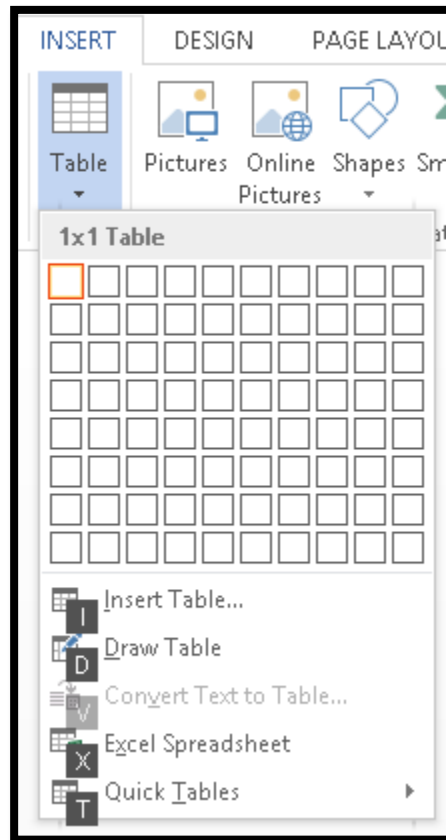 INSERT DESIGN PAGE LAYOU
Table Pictures Online Shapes Sm
Pictures
1x1 Table
Insert Table...
I
Draw Table
D
Convert Text to Table...
V
Excel Spreadsheet
X
Quick Tables
T